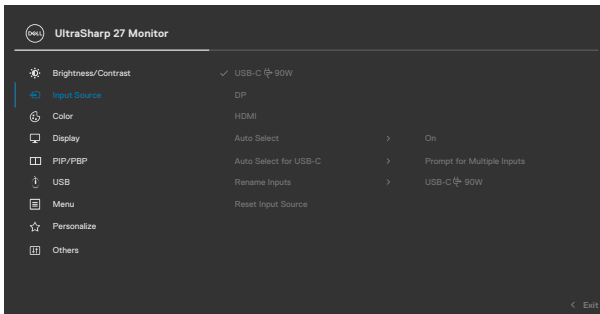 DELL
UltraSharp 27 Monitor
Brightness/Contrast
USB-C 90W
Input Source
DP
Color
HDMI
Display
Auto Select
On
PIP/PBP
Auto Select for USB-C
Prompt for Multiple Inputs
USB
Rename Inputs
USB-C 90W
Menu
Reset Input Source
Personalize
Others
Exit